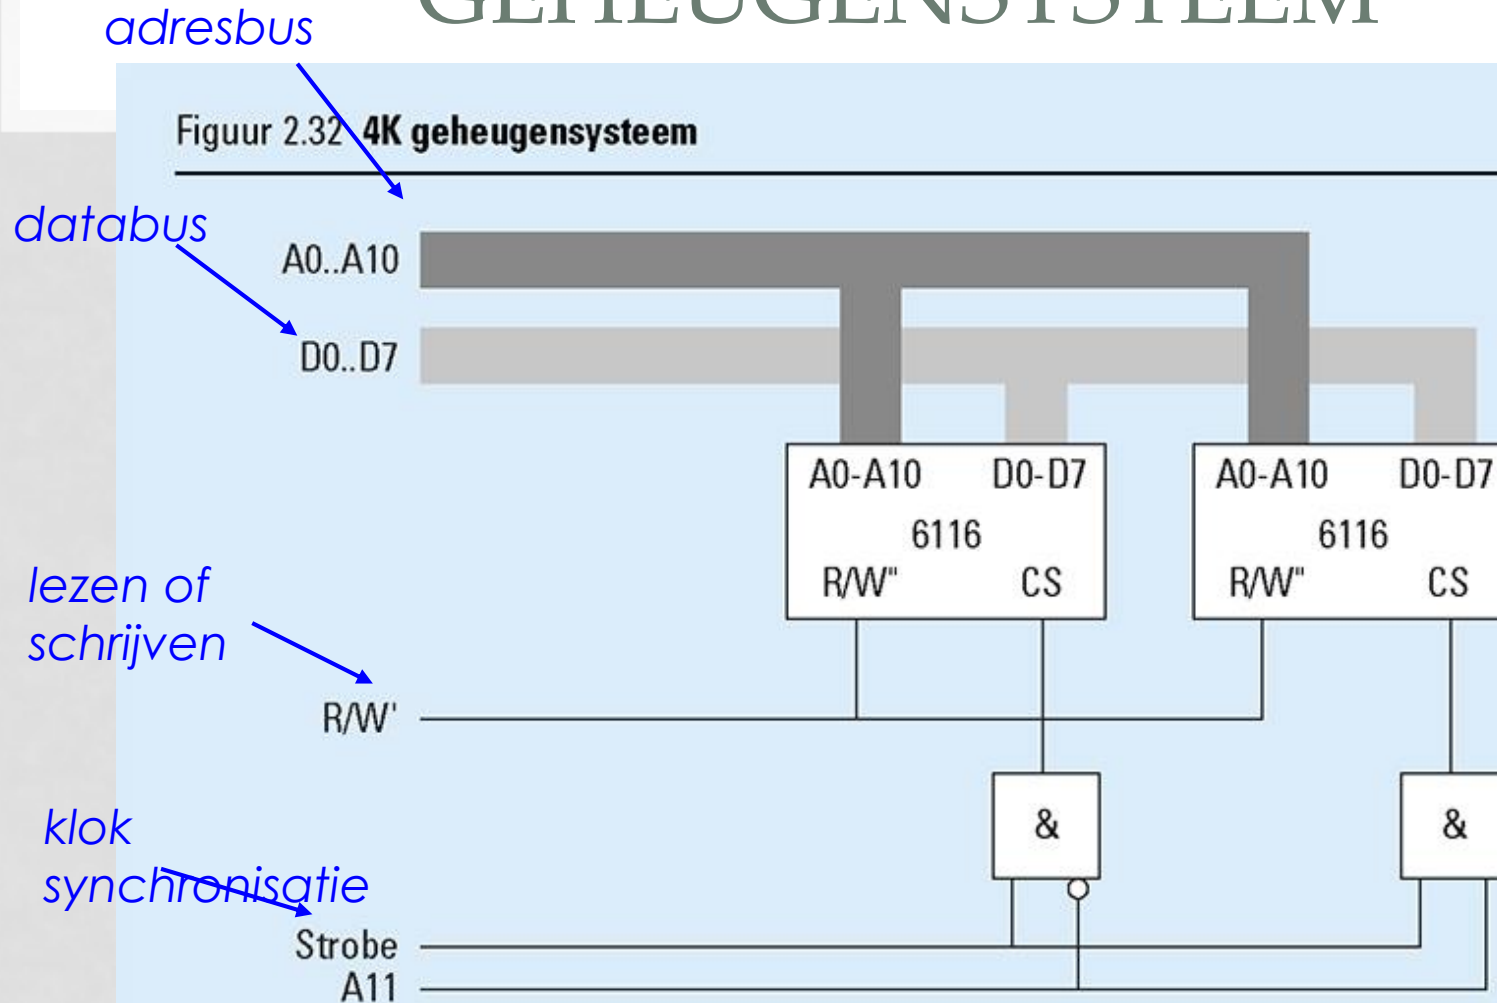 GEHEUGENSYSTEEM
adresbus
Figuur 2.32 4K geheugensysteem
databus
A0..A10
D0..D7
A0-A10 D0-D7
6116
R/W" CS
A0-A10 D0-D7
6116
R/W" CS
lezen of
schrijven
R/W'
&
&
klok
synchronisatie
Strobe
A11